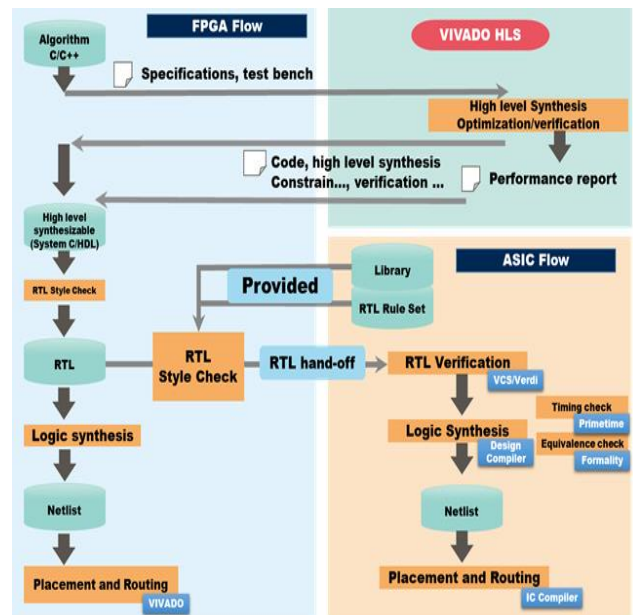 FPGA Flow
VIVADO HLS
Algorithm
C/C++
Specifications, test bench
High level Synthesis
Optimization/verification
Code, high level synthesis
Constrain..., verification ...
Performance report
High level
synthesizable
(System C/HDL)
ASIC Flow
RTL Style Check
Provided
Library
RTL Rule Set
RTL
RTL
Style Check
RTL hand-off
RTL Verification
VCS/Verdi
Logic synthesis
Logic Synthesis
Design
Compiler
Timing check
Primetime
Equivalence check
Formality
Netlist
Netlist
Placement and Routing
VIVADO
Placement and Routing
IC Compiler